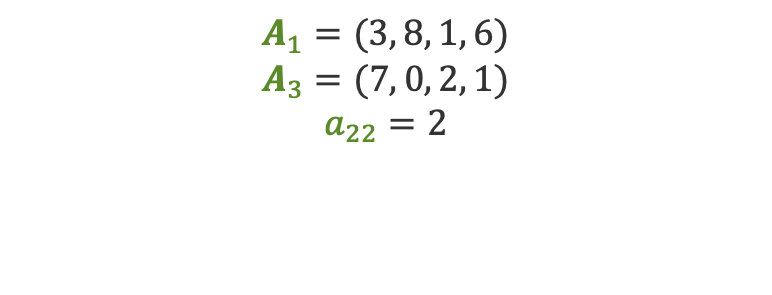 A₁ = (3, 8, 1, 6)
A₃ = (7, 0, 2, 1)
a₂₂ = 2